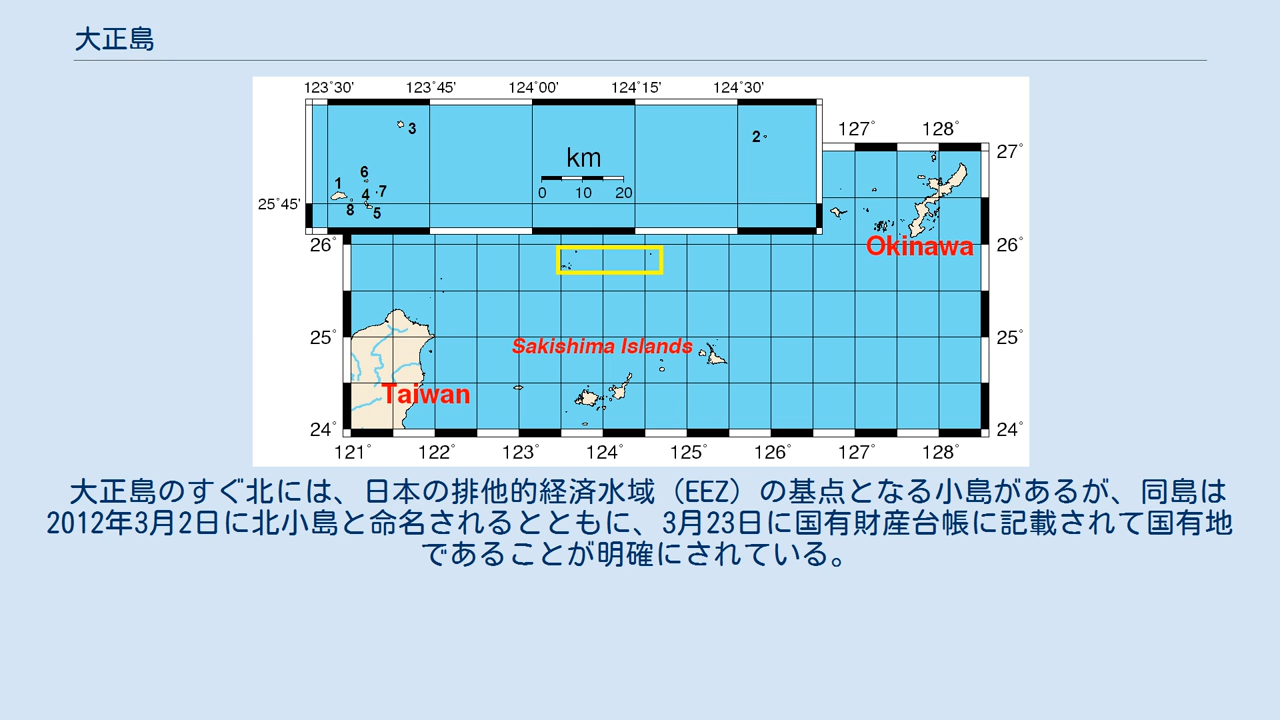 大正島
123°30' 123°45' 124°00' 124°15' 124°30'
3
2
127° 128°
27°
km
6
1
7
4
0 10 20
8
5
25°45'
26°
Okinawa
26°
25°
Sakishima Islands
25°
Taiwan
24°
24°
121° 122° 123° 124° 125° 126° 127° 128°
大正島のすぐ北には、日本の排他的経済水域（EEZ）の基点となる小島があるが、同島は
2012年3月2日に北小島と命名されるとともに、3月23日に国有財産台帳に記載されて国有地
であることが明確にされている。